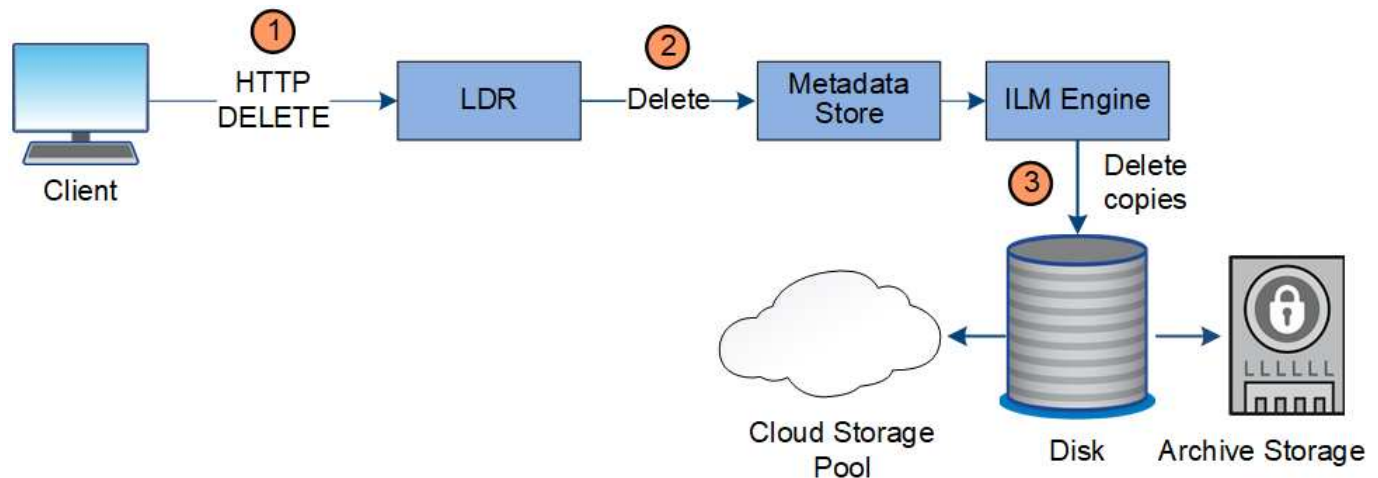 1
HTTP
DELETE
LDR
2
Delete
Metadata
Store
ILM Engine
3
Delete
copies
Client
LLLLLL
Cloud Storage
Pool
Disk
Archive Storage